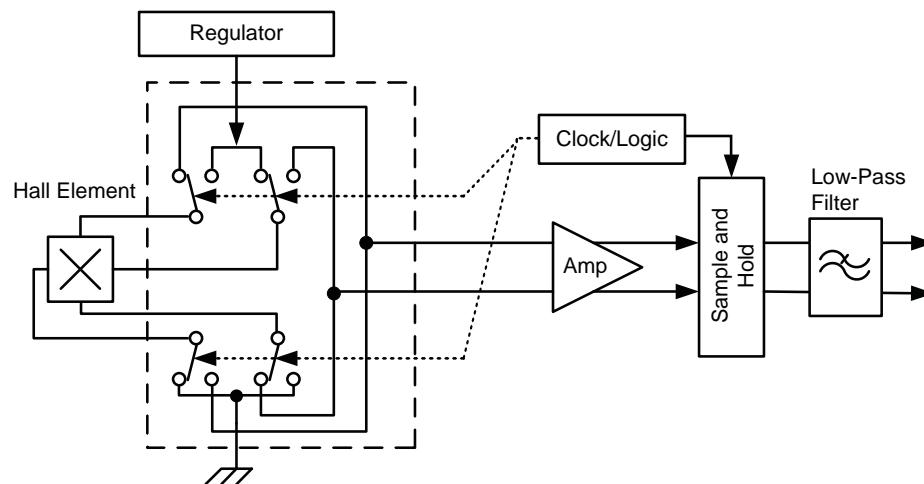 Regulator
Clock/Logic
Hall Element
Low-Pass
Filter
Amp
Sample and
Hold